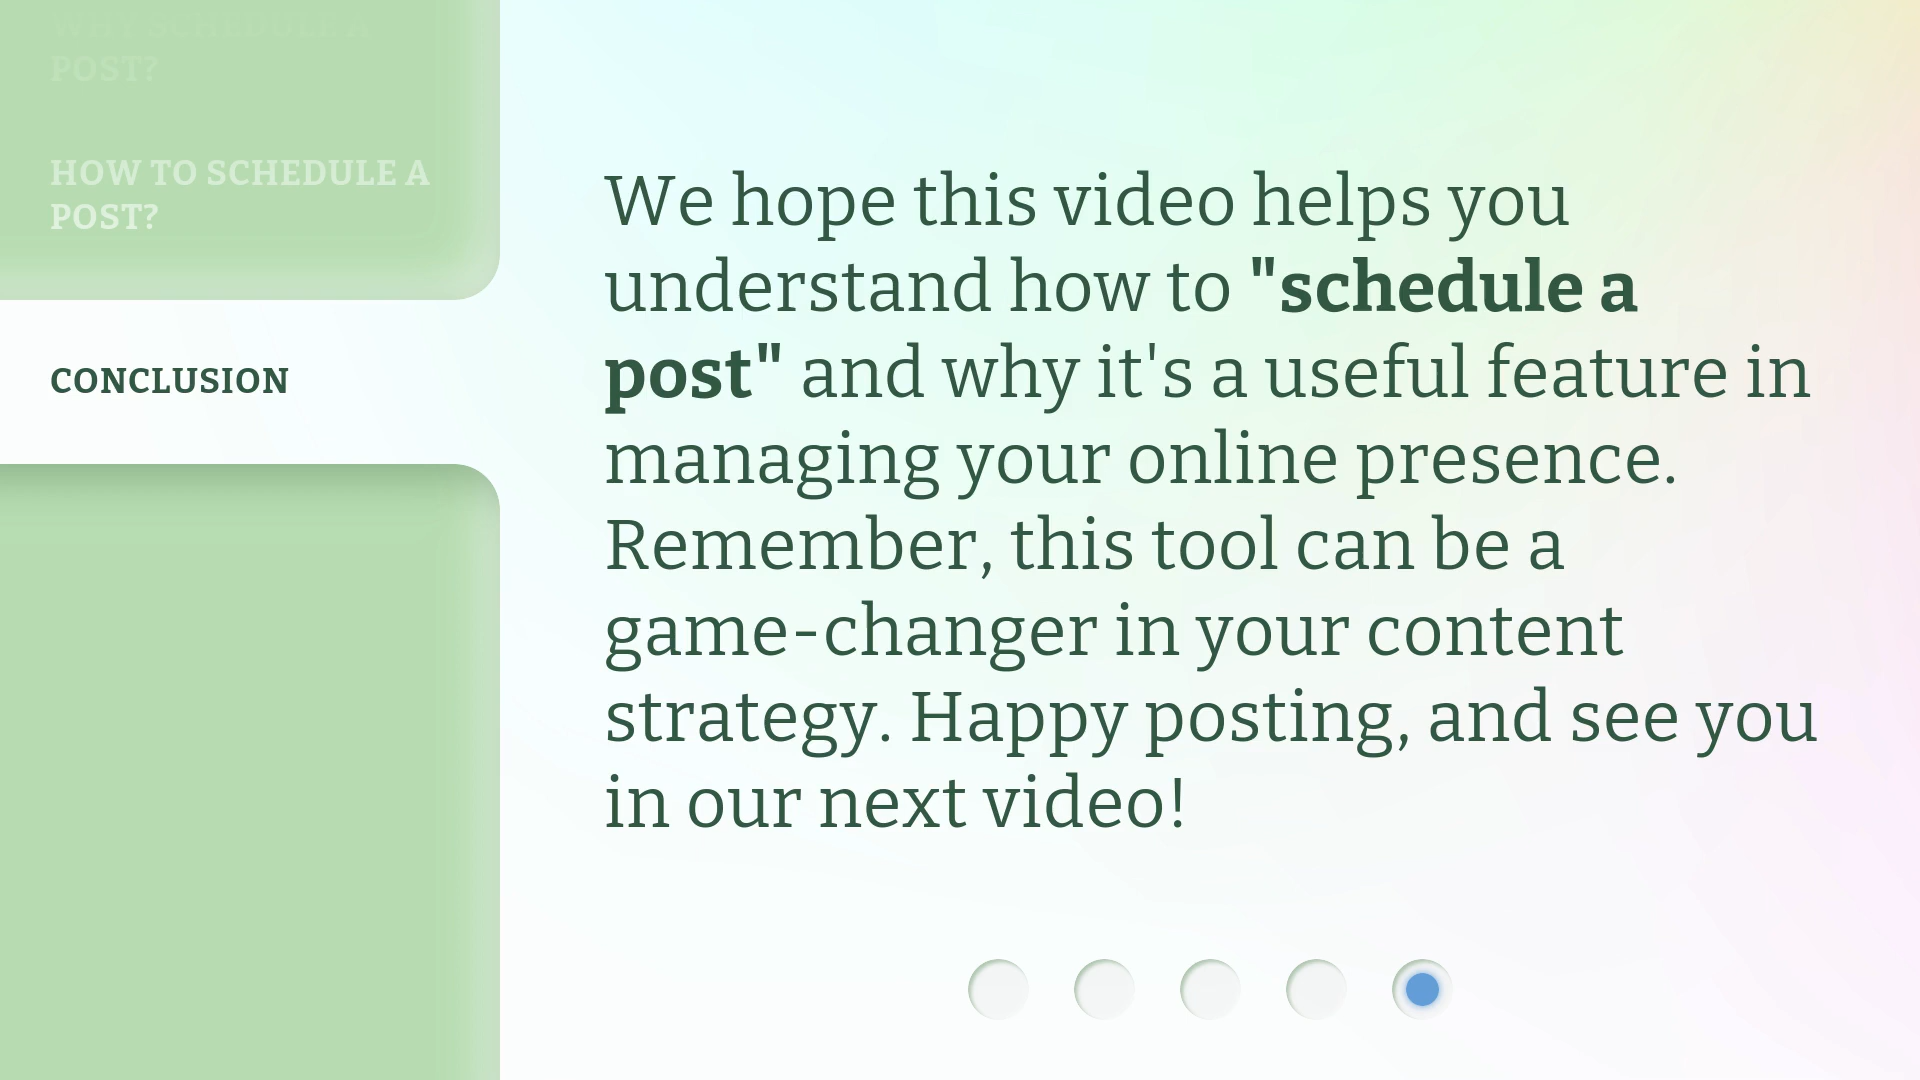 WHY SCHEDULE A
POST?
HOW TO SCHEDULE A
POST?
CONCLUSION
We hope this video helps you
understand how to "schedule a
post" and why it's a useful feature in
managing your online presence.
Remember, this tool can be a
game-changer in your content
strategy. Happy posting, and see you
in our next video!